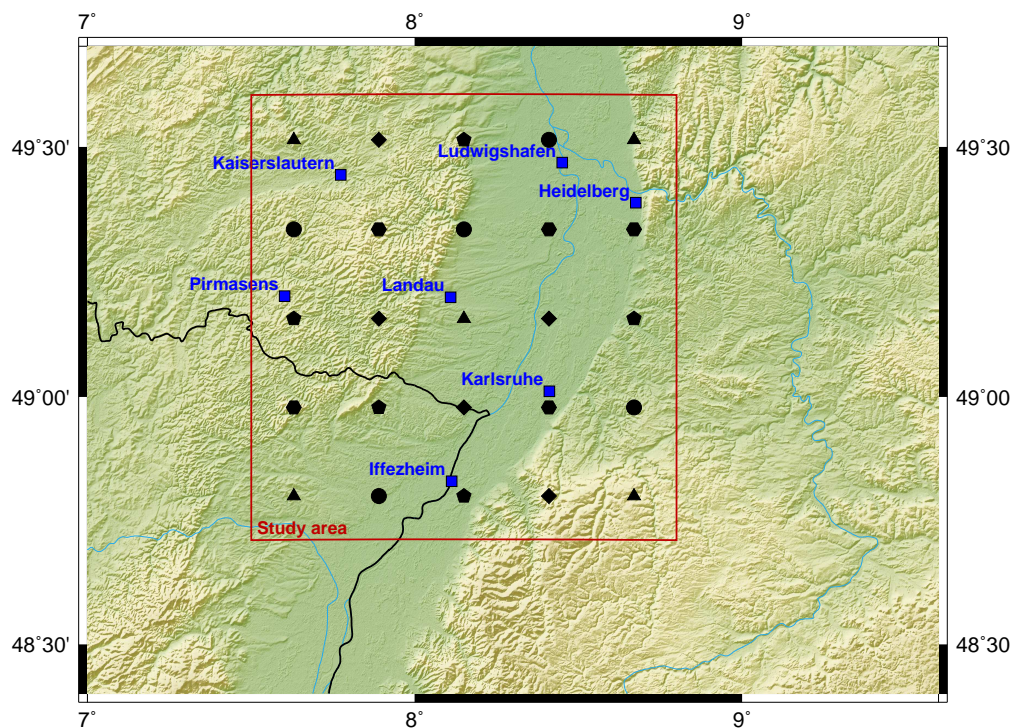 7˚ 8˚ 9˚
49˚30' 49˚30'
Ludwigshafen
Kaiserslautern
Heidelberg
Pirmasens Landau
Karlsruhe
49˚00' 49˚00'
Iffezheim
Study area
48˚30' 48˚30'
7˚ 8˚ 9˚